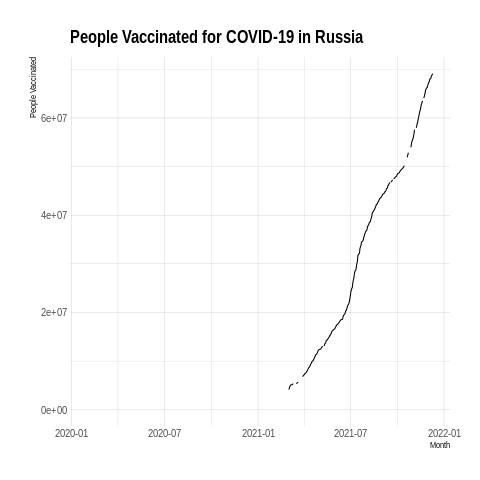 People Vaccinated for COVID-19 in Russia
People Vaccinated
6e+07
4e+07
2e+07
0e+00
2020-01 2020-07 2021-01 2021-07 2022-01
Month